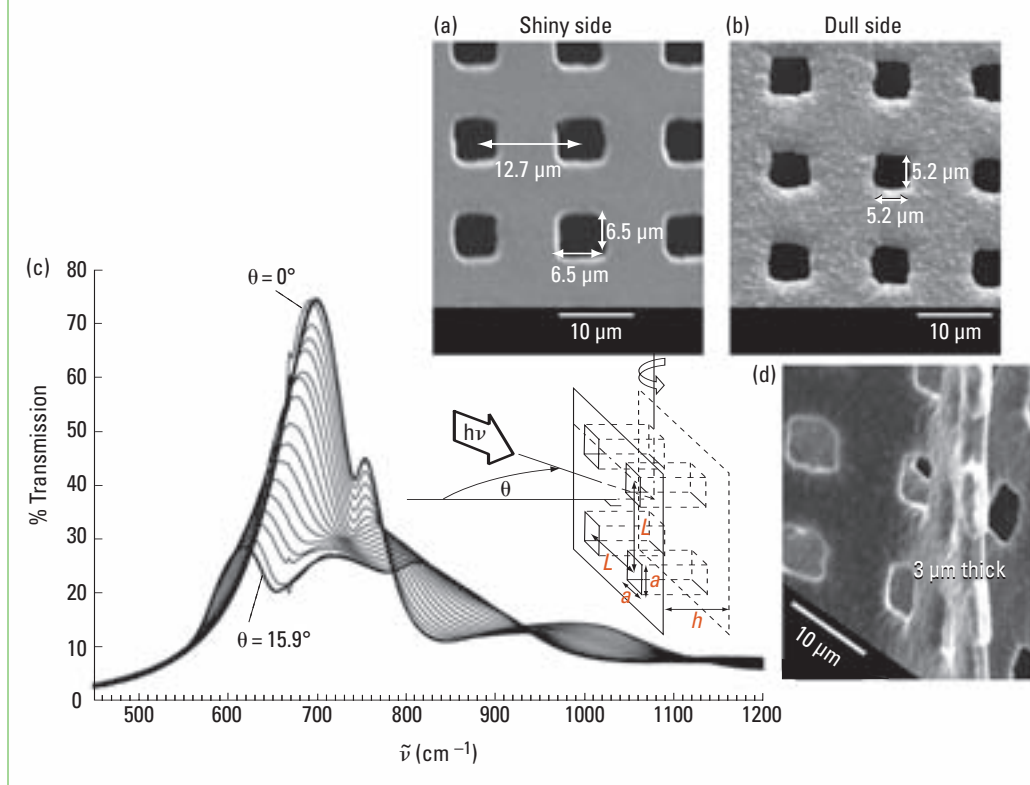 (a) Shiny side
12.7 µm
6.5 µm
6.5 µm
10 µm
(b) Dull side
5.2 µm
5.2 µm
10 µm
(c)
% Transmission
80
70
60
50
40
30
20
10
0
θ = 0°
θ = 15.9°
500 600 700 800 900 1000 1100 1200
ṽ (cm⁻¹)
hν
θ
L
L
a
a
h
(d)
3 µm thick
10 µm